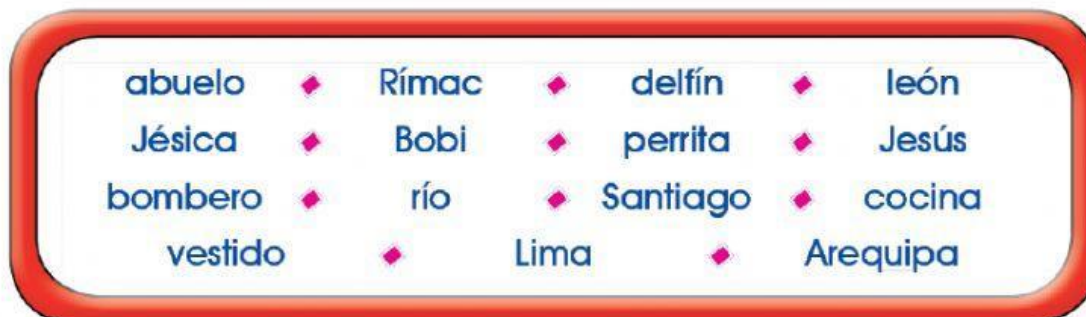 abuelo ◆ Rímac ◆ delfín ◆ león
Jésica ◆ Bobi ◆ perrita ◆ Jesús
bombero ◆ río ◆ Santiago ◆ cocina
vestido ◆ Lima ◆ Arequipa